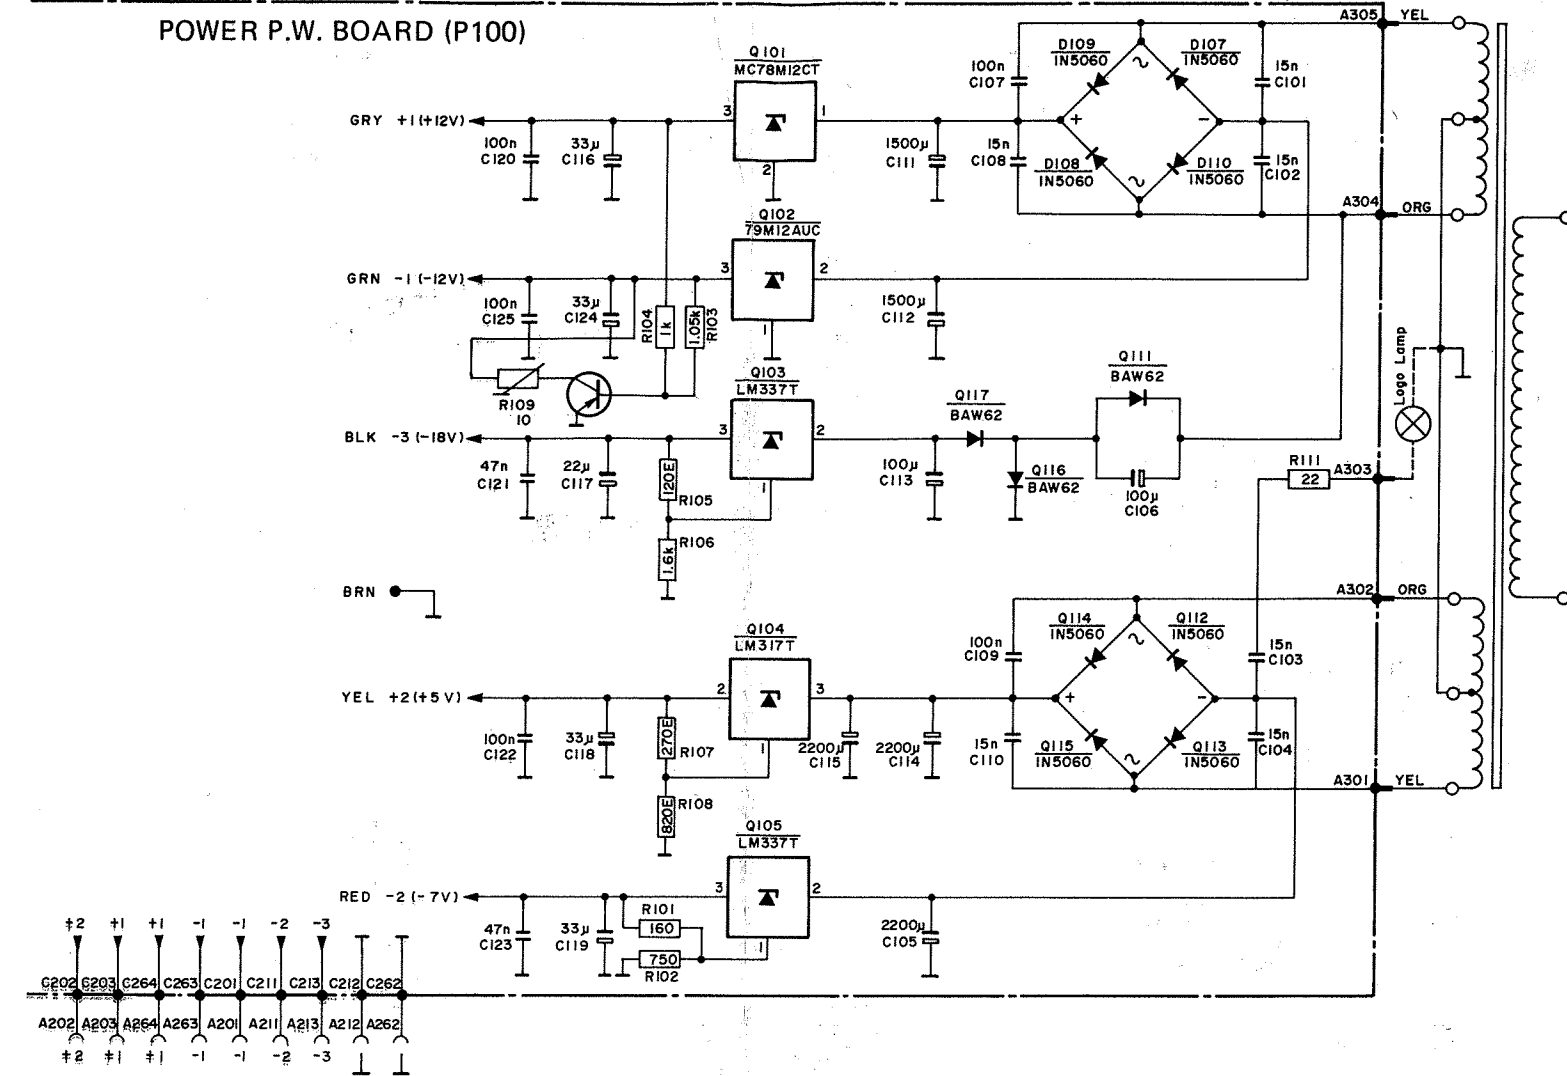 POWER P.W. BOARD (P100)
A305 YEL
Q101
MC78M12CT
D109
1N5060
D107
1N5060
100n
C107
15n
C101
GRY +1(+12V)
3
1
2
+
-
100n
C120
33µ
C116
1500µ
C111
15n
C108
D108
1N5060
D110
1N5060
15n
C102
A304 ORG
Q102
79M12AUC
GRN -1(-12V)
3
2
1
100n
C125
33µ
C124
R104
1k
1.05k
R103
1500µ
C112
R109
10
Q103
LM337T
Q117
BAW62
Q111
BAW62
Logo Lamp
BLK -3(-18V)
3
2
1
47n
C121
22µ
C117
120E
R105
100µ
C113
Q116
BAW62
100µ
C106
R111
22
A303
1.6k
R106
BRN
A302 ORG
Q104
LM317T
Q114
1N5060
Q112
1N5060
100n
C109
15n
C103
YEL +2(+5V)
2
3
1
+
-
100n
C122
33µ
C118
270E
R107
2200µ
C115
2200µ
C114
15n
C110
Q115
1N5060
Q113
1N5060
15n
C104
A301 YEL
820E
R108
Q105
LM337T
RED -2(-7V)
3
2
1
47n
C123
33µ
C119
R101
160
750
R102
2200µ
C105
+2 +1 +1 -1 -1 -2 -3
C202 C203 C264 C263 C201 C211 C213 C212 C262
A202 A203 A264 A263 A201 A211 A213 A212 A262
+2 +1 +1 -1 -1 -2 -3